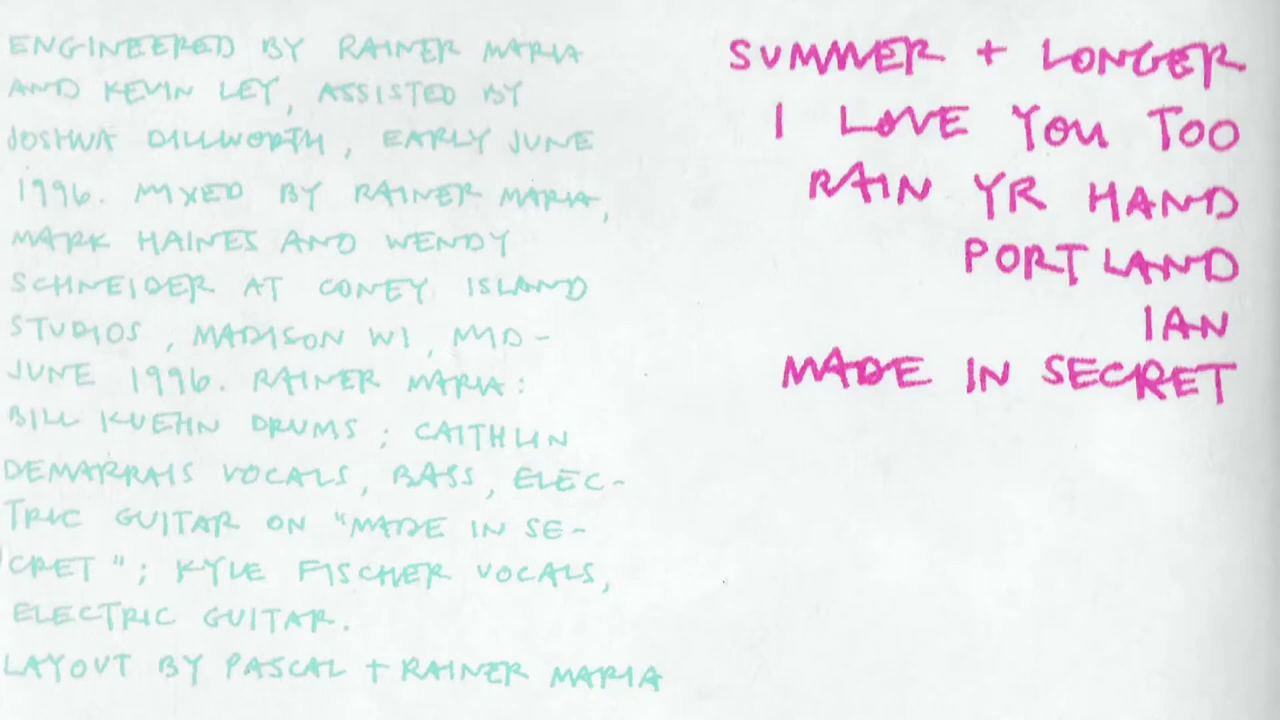 ENGINEERED BY RAINER MARIA
AND KEVIN LEY, ASSISTED BY
JOSHUA DILLWORTH, EARLY JUNE
1996. MIXED BY RAINER MARIA,
MARK HAINES AND WENDY
SCHNEIDER AT CONEY ISLAND
STUDIOS, MADISON WI, MID-
JUNE 1996. RAINER MARIA:
BILL KUEHN DRUMS; CAITHLIN
DEMARRAIS VOCALS, BASS, ELEC-
TRIC GUITAR ON "MADE IN SE-
CRET"; KYLE FISCHER VOCALS,
ELECTRIC GUITAR.
LAYOUT BY PASCAL + RAINER MARIA
SUMMER + LONGER
I LOVE YOU TOO
RAIN YR HAND
PORTLAND
IAN
MADE IN SECRET